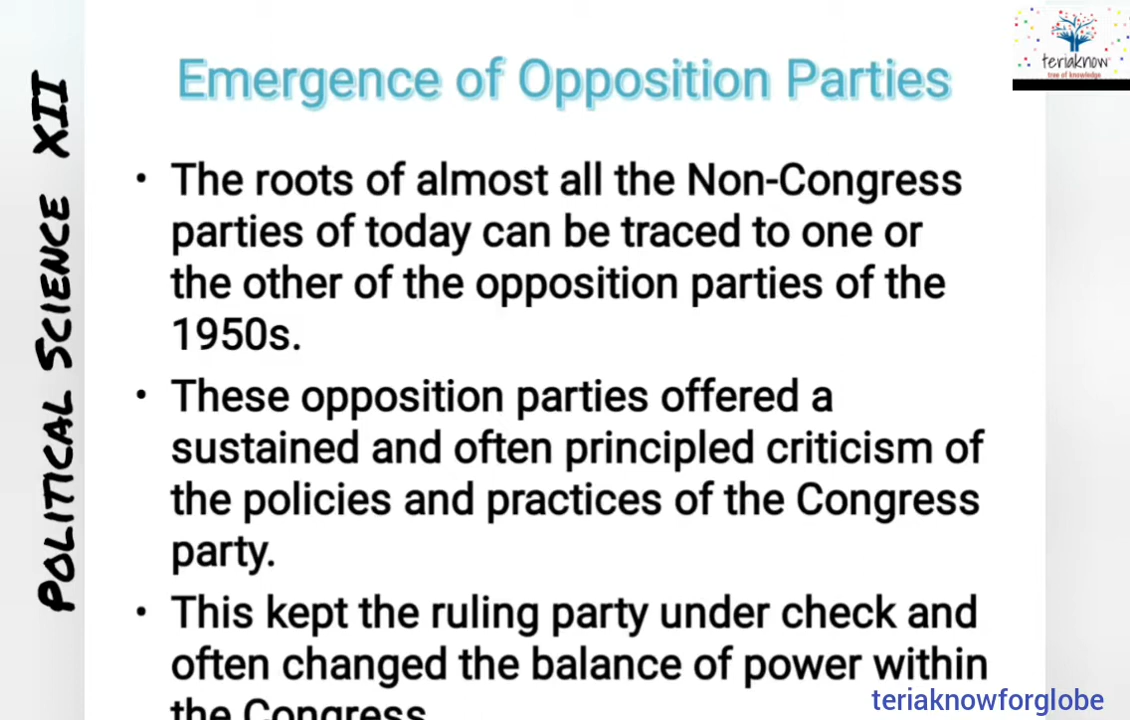 POLITICAL SCIENCE XII
Emergence of Opposition Parties
teriaknow
tree of knowledge
• The roots of almost all the Non-Congress
parties of today can be traced to one or
the other of the opposition parties of the
1950s.
• These opposition parties offered a
sustained and often principled criticism of
the policies and practices of the Congress
party.
• This kept the ruling party under check and
often changed the balance of power within
the Congress
teriaknowforglobe